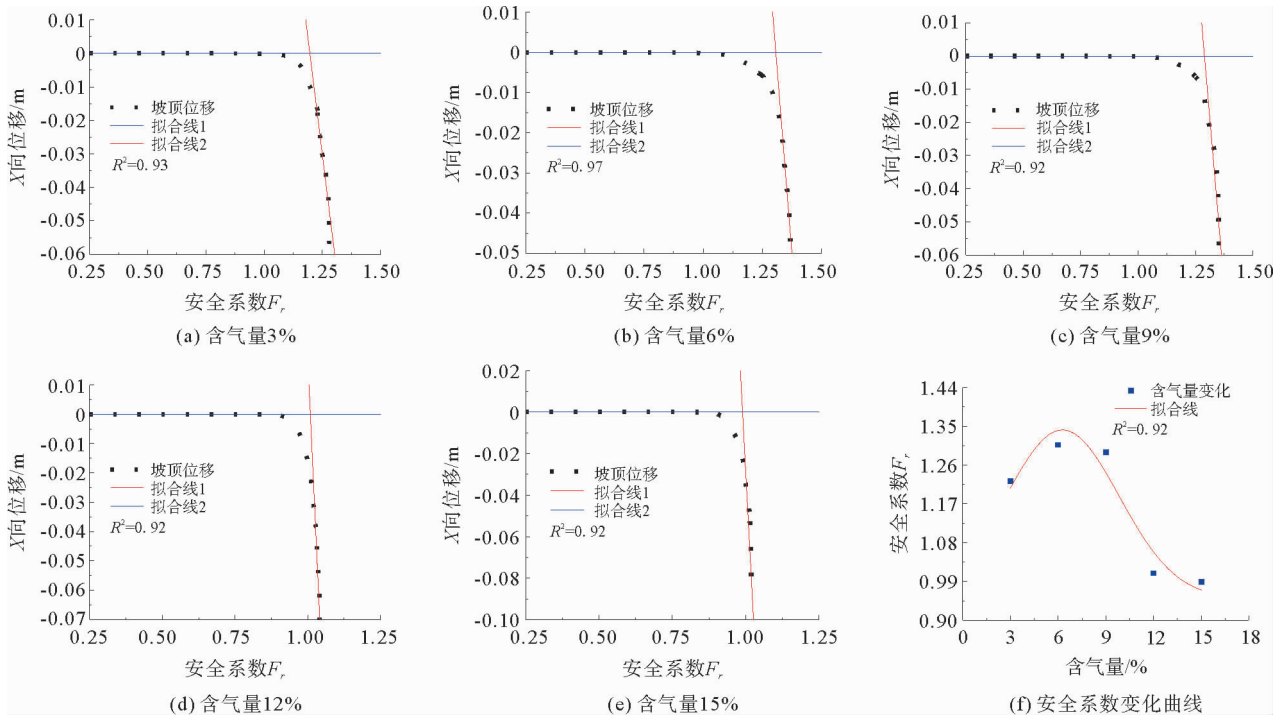 0.01
0
-0.01
-0.02
-0.03
-0.04
-0.05
-0.06
X向位移/m
坡顶位移
拟合线1
拟合线2
R²=0.93
0.25 0.50 0.75 1.00 1.25 1.50
安全系数Fr
(a) 含气量3%
0.01
0
-0.01
-0.02
-0.03
-0.04
-0.05
X向位移/m
坡顶位移
拟合线1
拟合线2
R²=0.97
0.25 0.50 0.75 1.00 1.25 1.50
安全系数Fr
(b) 含气量6%
0.01
0
-0.01
-0.02
-0.03
-0.04
-0.05
-0.06
X向位移/m
坡顶位移
拟合线1
拟合线2
R²=0.92
0.25 0.50 0.75 1.00 1.25 1.50
安全系数Fr
(c) 含气量9%
0.01
0
-0.01
-0.02
-0.03
-0.04
-0.05
-0.06
-0.07
X向位移/m
坡顶位移
拟合线1
拟合线2
R²=0.92
0.25 0.50 0.75 1.00 1.25
安全系数Fr
(d) 含气量12%
0.02
0
-0.02
-0.04
-0.06
-0.08
-0.10
X向位移/m
坡顶位移
拟合线1
拟合线2
R²=0.92
0.25 0.50 0.75 1.00 1.25
安全系数Fr
(e) 含气量15%
1.44
1.35
1.26
1.17
1.08
0.99
0.90
安全系数Fr
含气量变化
拟合线
R²=0.92
0 3 6 9 12 15 18
含气量/%
(f) 安全系数变化曲线